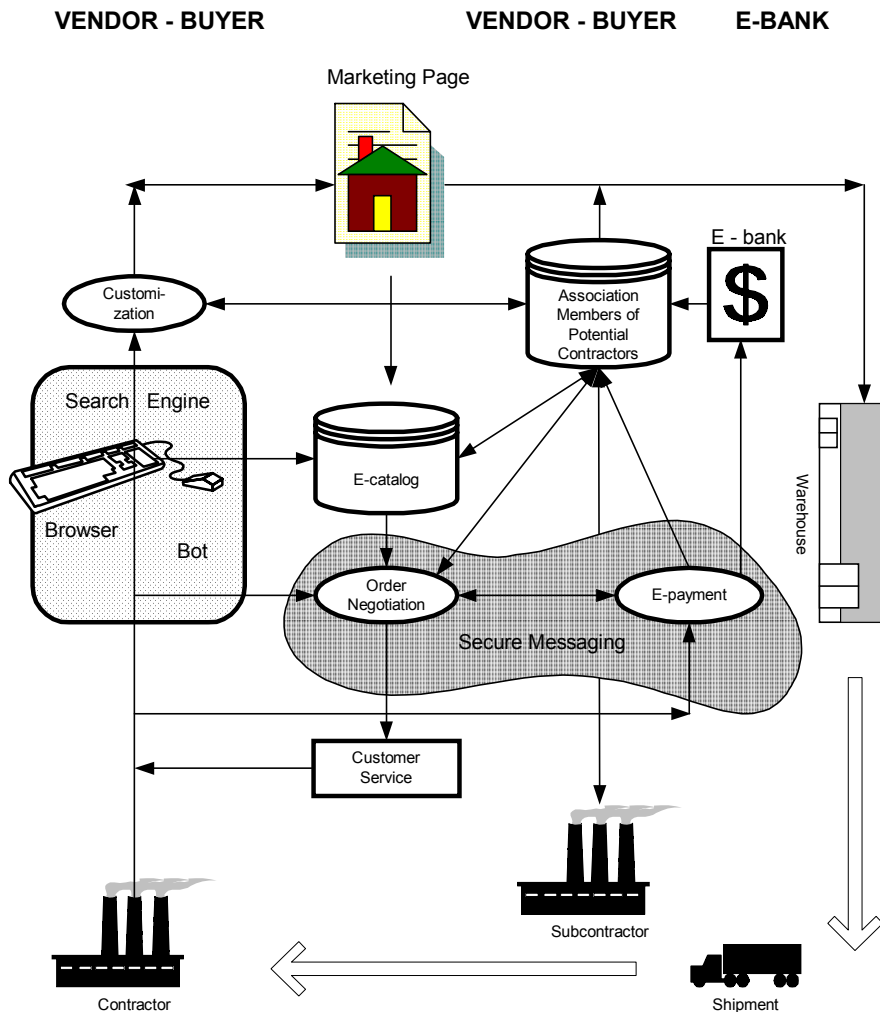 VENDOR - BUYER
VENDOR - BUYER
E-BANK
Marketing Page
E - bank
$
Customi-
zation
Association
Members of
Potential
Contractors
Search Engine
E-catalog
Warehouse
Browser
Bot
Order
Negotiation
E-payment
Secure Messaging
Customer
Service
Subcontractor
Contractor
Shipment